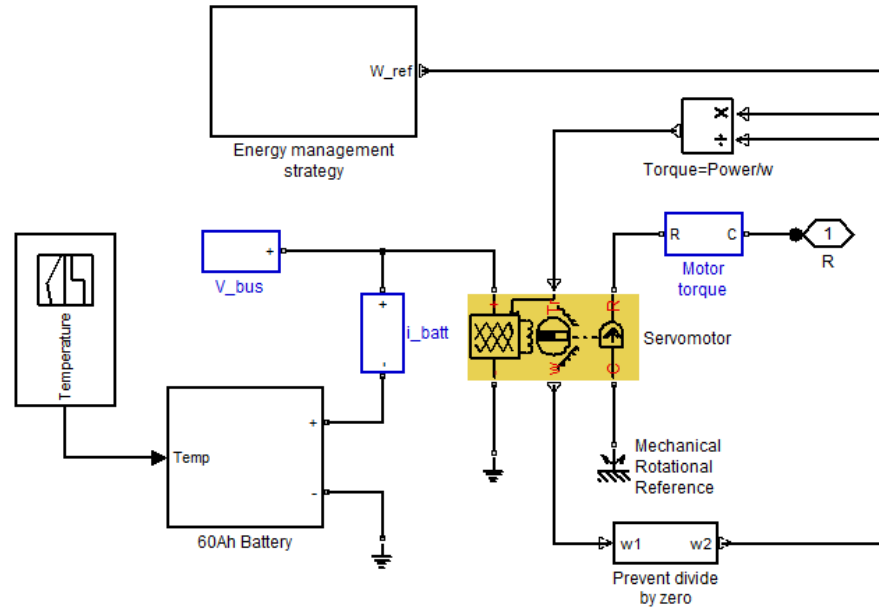 W_ref
Energy management
strategy
×
÷
Torque=Power/w
+
V_bus
R C
Motor
torque
1
R
+
i_batt
-
Temperature
+ Tr R
Servomotor
- W C
Temp
+
-
60Ah Battery
Mechanical
Rotational
Reference
w1 w2
Prevent divide
by zero